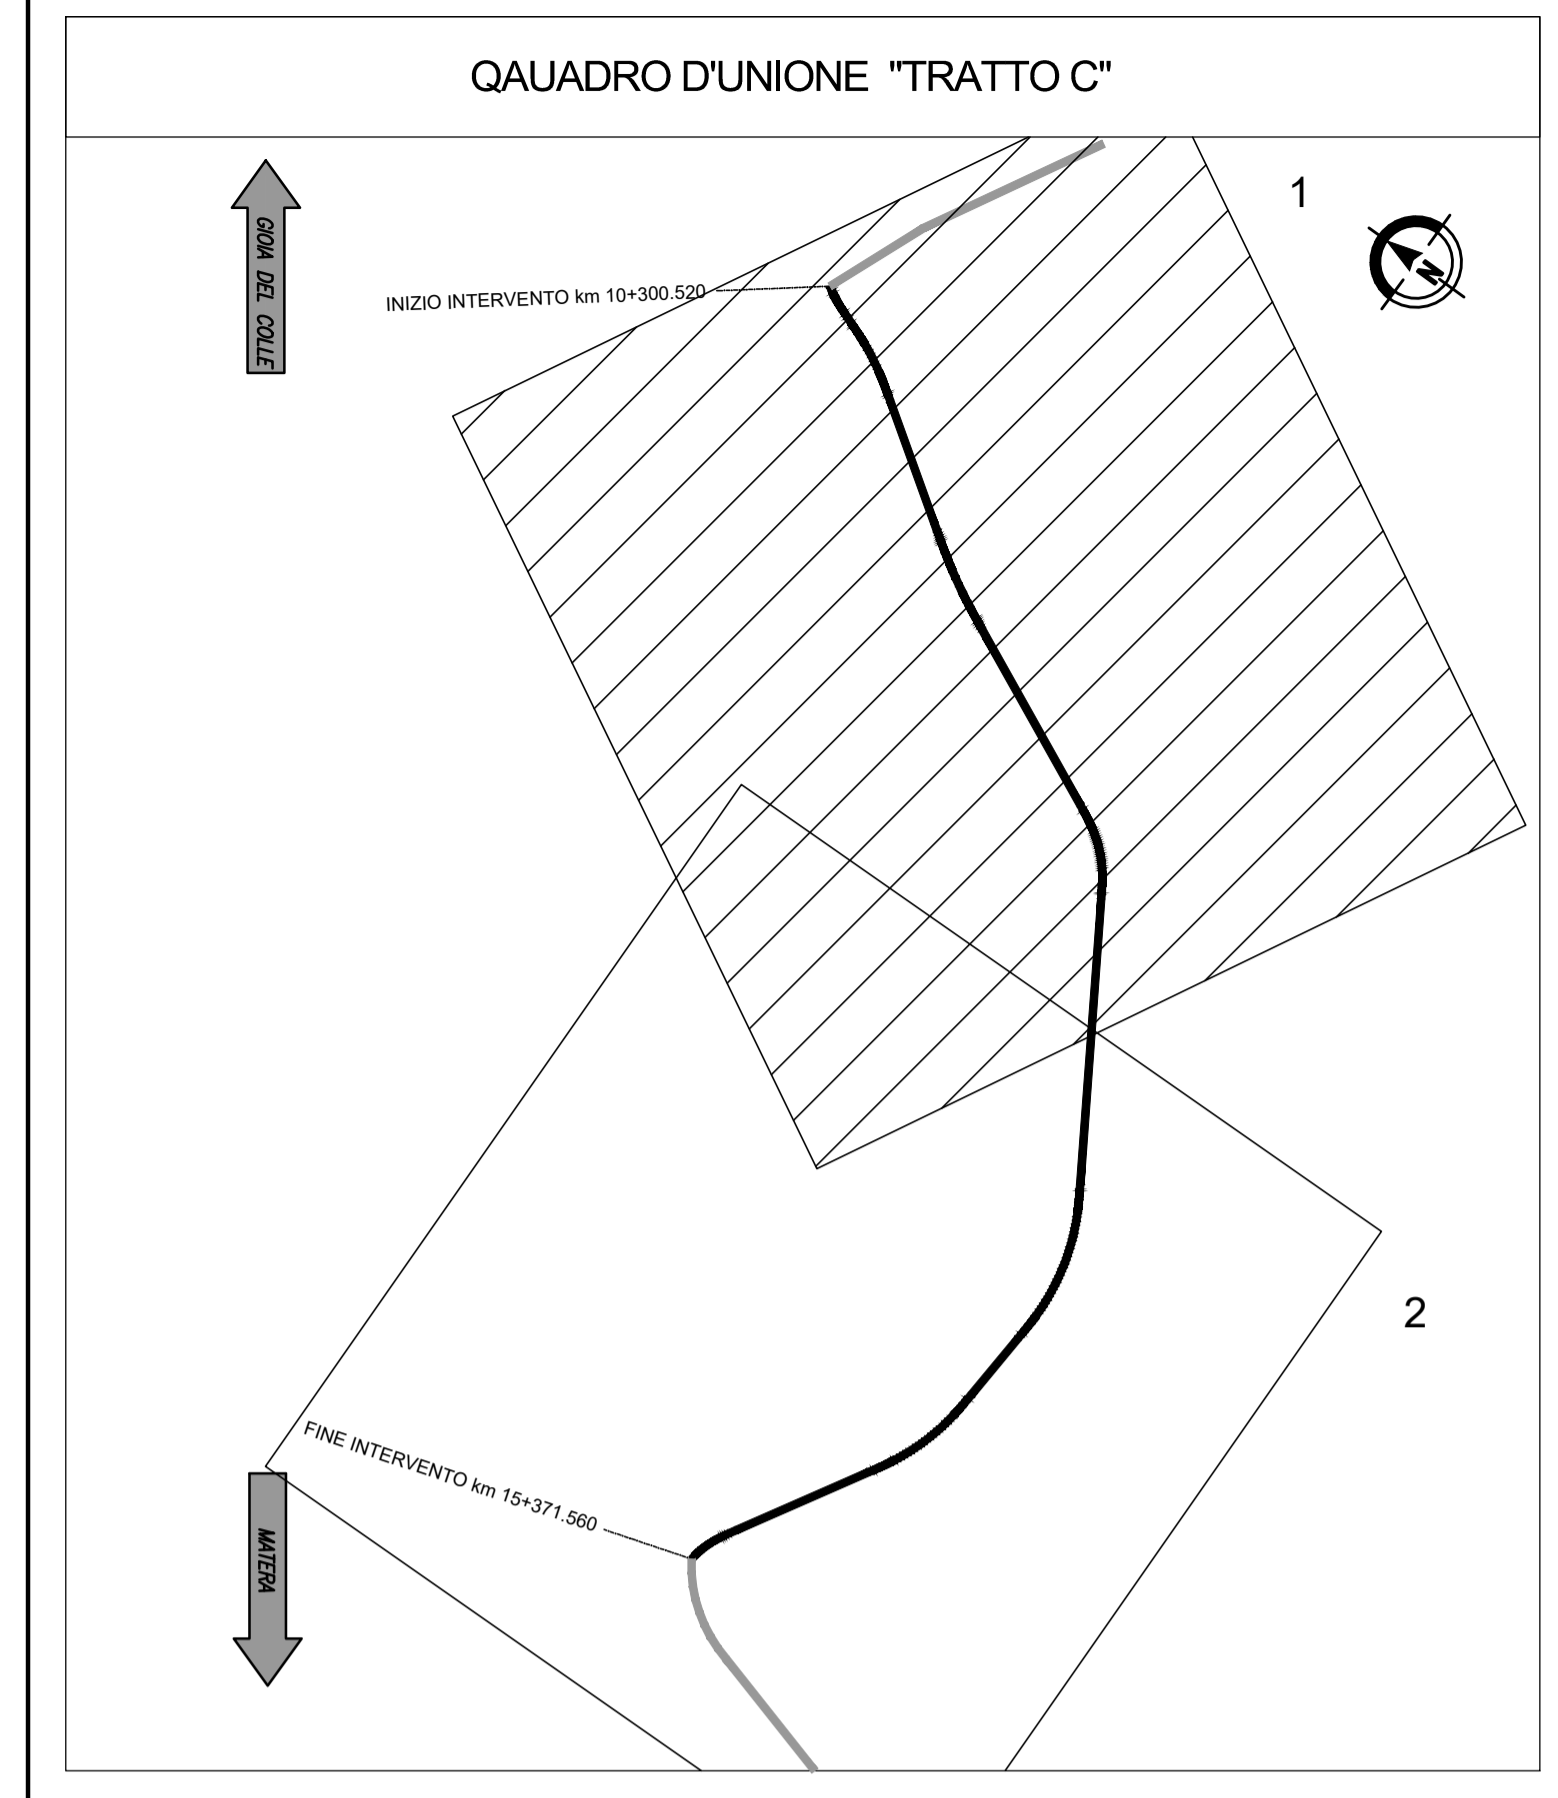 QAUADRO D'UNIONE "TRATTO C"
1
GIOIA DEL COLLE
N
INIZIO INTERVENTO km 10+300.520
2
FINE INTERVENTO km 15+371.560
MATERA